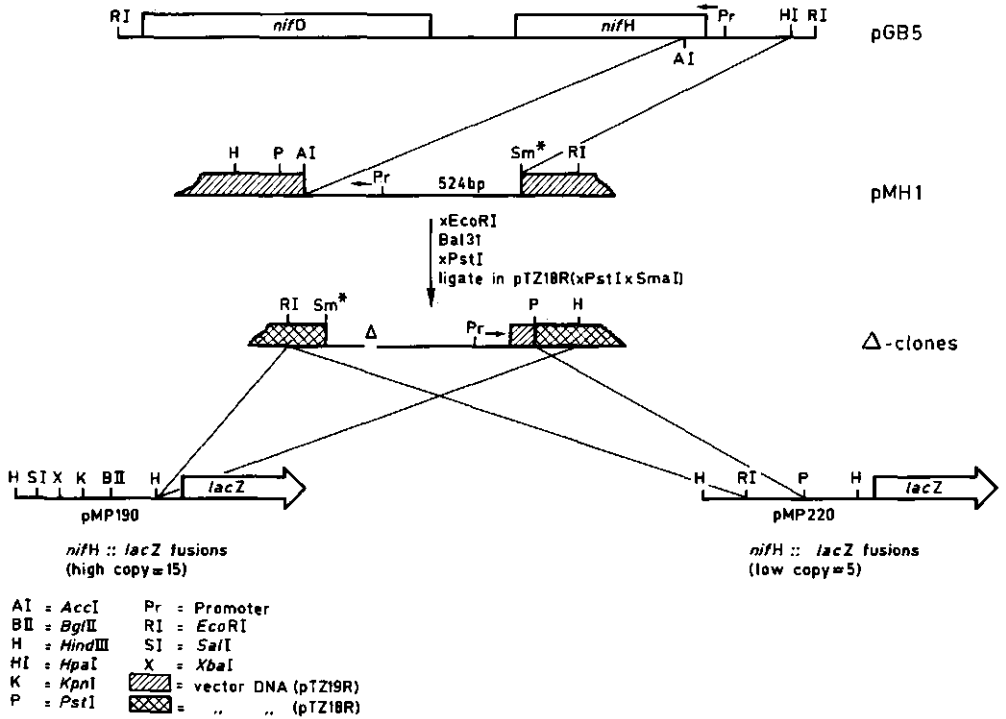 RI nifD nifH Pr HI RI
AI
pGB5
H P AI Sm* RI
Pr 524bp
pMH1
xEcoRI
Bal31
xPstI
ligate in pTZ18R(xPstIxSmaI)
RI Sm* P H
Δ Pr
Δ-clones
H SI X K BII H lacZ
pMP190
H RI P H lacZ
pMP220
nifH :: lacZ fusions
(high copy=15)
nifH :: lacZ fusions
(low copy=5)
AI = AccI Pr = Promoter
BII = BglII RI = EcoRI
H = HindIII SI = SalI
HI = HpaI X = XbaI
K = KpnI = vector DNA (pTZ19R)
P = PstI = ,, ,, (pTZ18R)